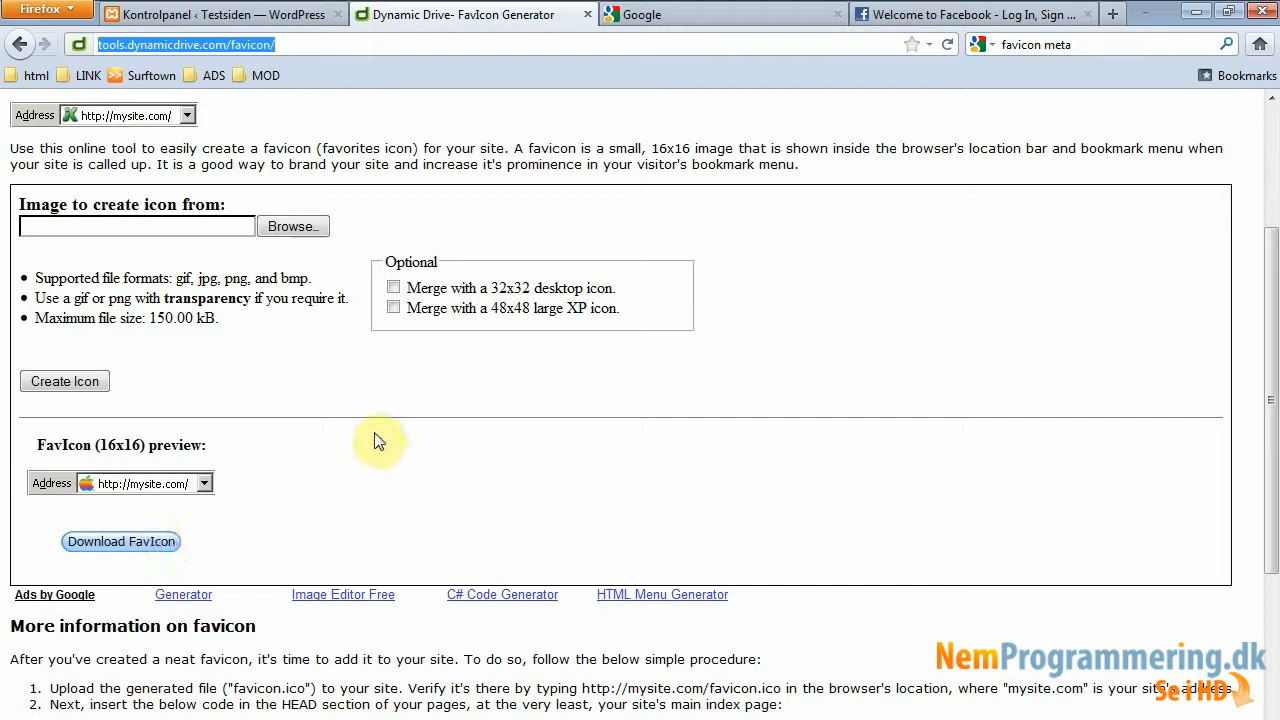 Firefox
Kontrolpanel ‹ Testsiden — WordPress
Dynamic Drive- FavIcon Generator
Google
Welcome to Facebook - Log In, Sign ...
tools.dynamicdrive.com/favicon/
favicon meta
html
LINK
Surftown
ADS
MOD
Bookmarks
Address
http://mysite.com/
Use this online tool to easily create a favicon (favorites icon) for your site. A favicon is a small, 16x16 image that is shown inside the browser's location bar and bookmark menu when
your site is called up. It is a good way to brand your site and increase it's prominence in your visitor's bookmark menu.
Image to create icon from:
Browse...
Supported file formats: gif, jpg, png, and bmp.
Use a gif or png with transparency if you require it.
Maximum file size: 150.00 kB.
Optional
Merge with a 32x32 desktop icon.
Merge with a 48x48 large XP icon.
Create Icon
FavIcon (16x16) preview:
Address
http://mysite.com/
Download FavIcon
Ads by Google
Generator
Image Editor Free
C# Code Generator
HTML Menu Generator
More information on favicon
After you've created a neat favicon, it's time to add it to your site. To do so, follow the below simple procedure:
1. Upload the generated file ("favicon.ico") to your site. Verify it's there by typing http://mysite.com/favicon.ico in the browser's location, where "mysite.com" is your site's address.
2. Next, insert the below code in the HEAD section of your pages, at the very least, your site's main index page:
NemProgrammering.dk
Se i HD